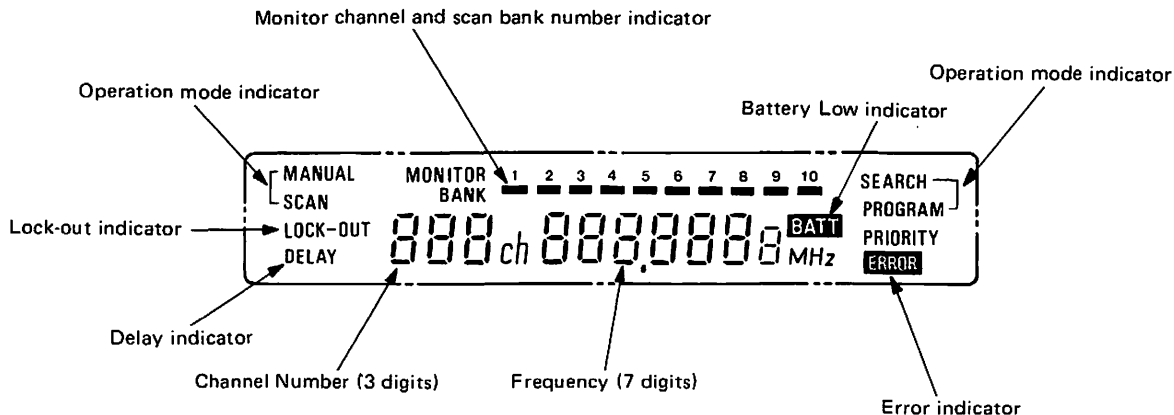 Monitor channel and scan bank number indicator
Operation mode indicator
Operation mode indicator
Battery Low indicator
MANUAL
SCAN
LOCK-OUT
DELAY
MONITOR
BANK
1 2 3 4 5 6 7 8 9 10
888 ch 888.8888 MHz
BATT
SEARCH
PROGRAM
PRIORITY
ERROR
Lock-out indicator
Delay indicator
Channel Number (3 digits)
Frequency (7 digits)
Error indicator